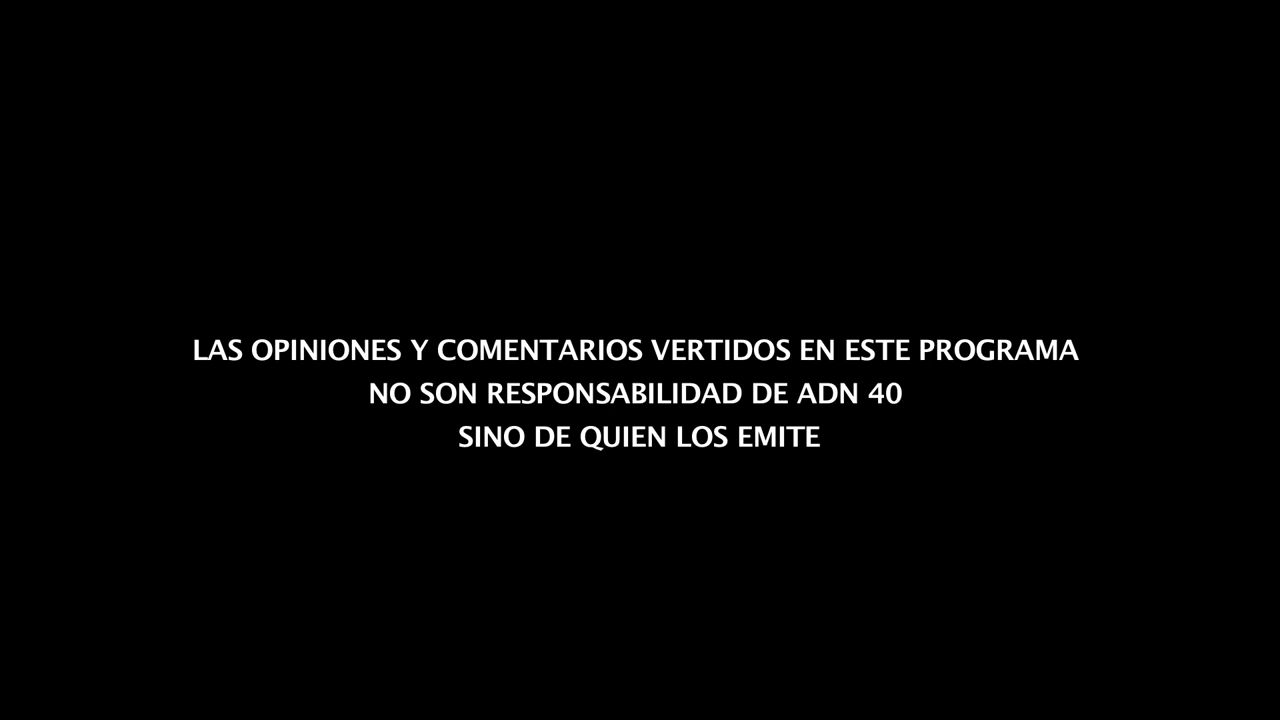 LAS OPINIONES Y COMENTARIOS VERTIDOS EN ESTE PROGRAMA
NO SON RESPONSABILIDAD DE ADN 40
SINO DE QUIEN LOS EMITE